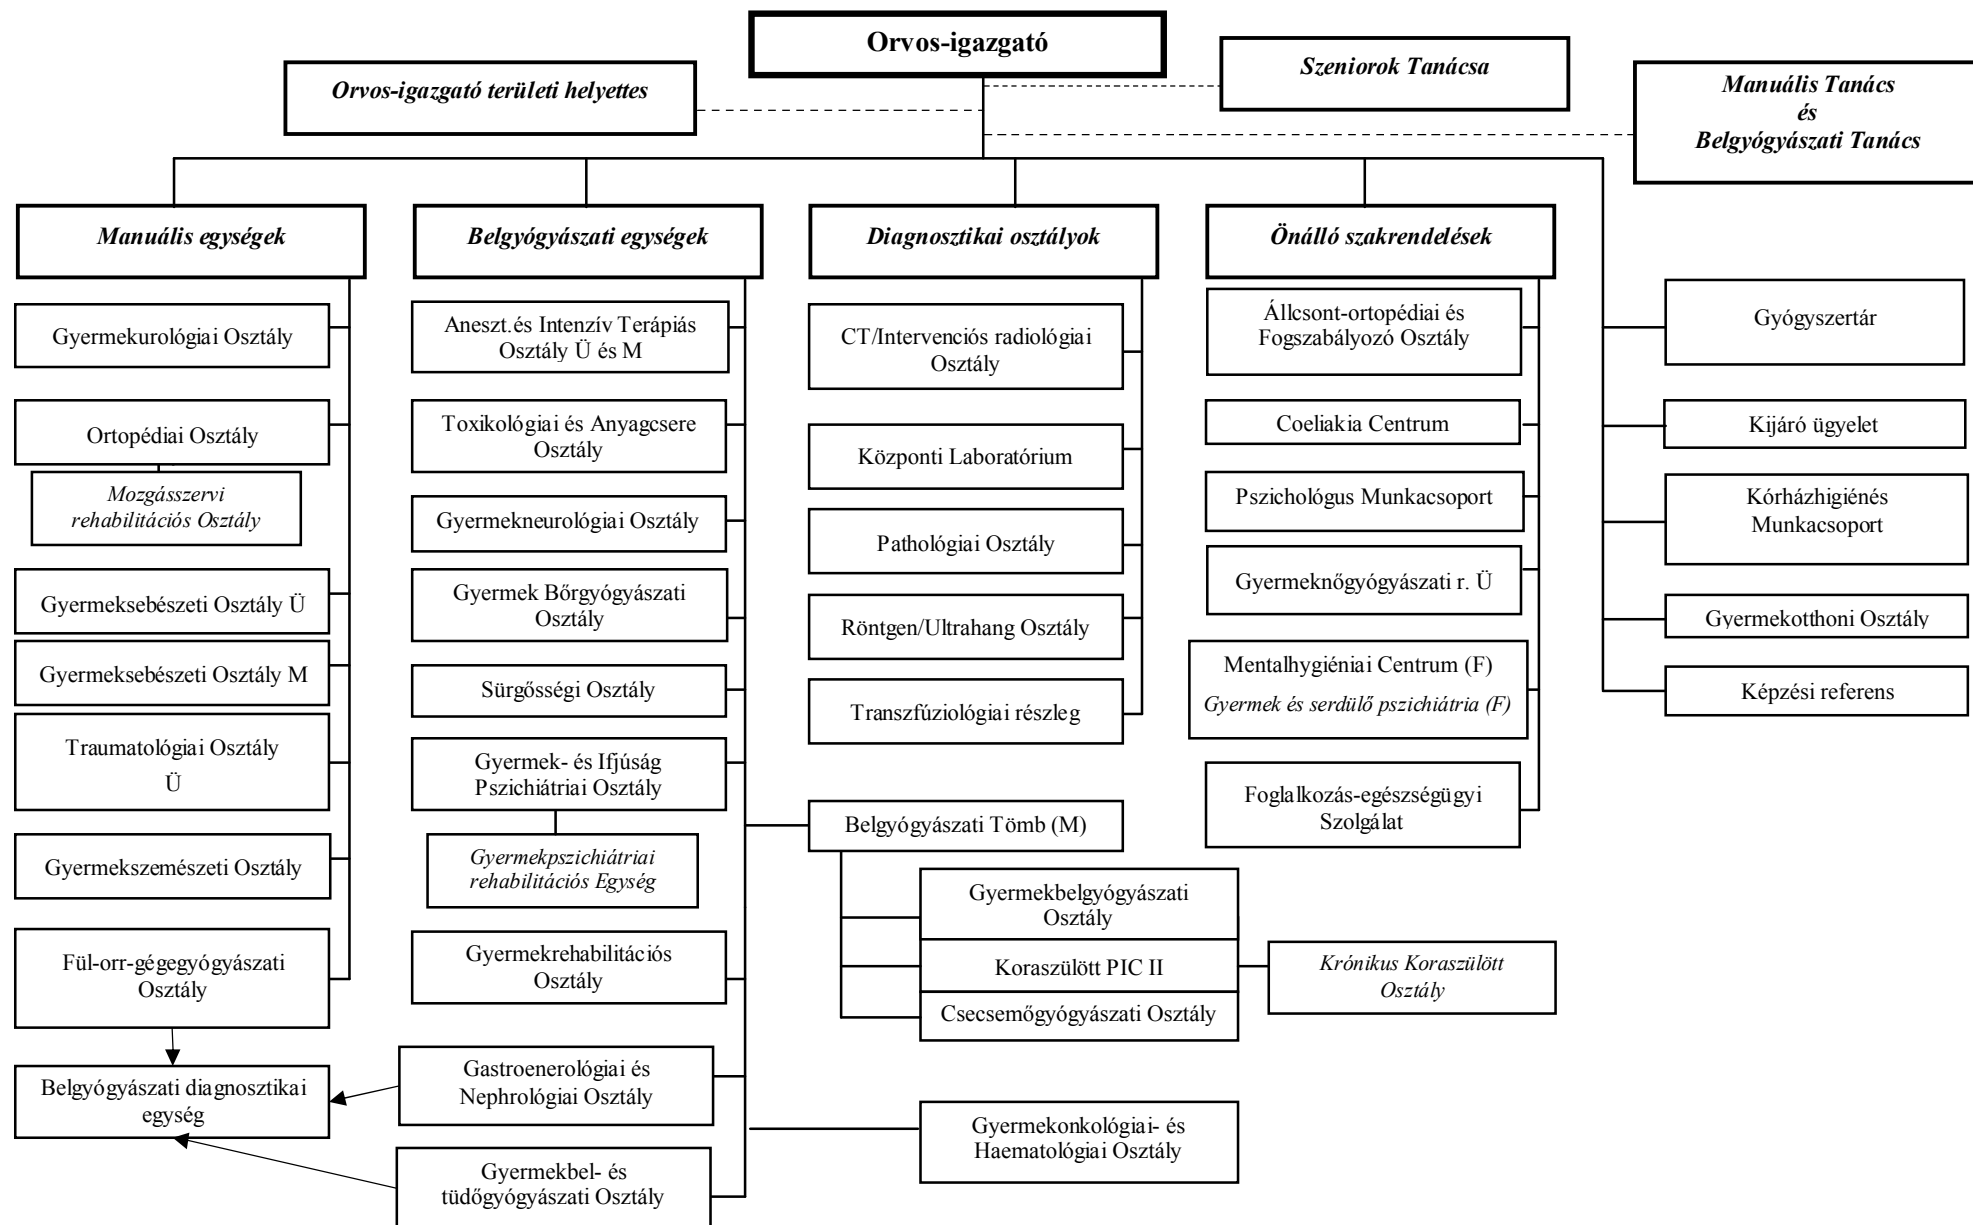 Orvos-igazgató
Szeniorok Tanácsa
Orvos-igazgató területi helyettes
Manuális Tanács
és
Belgyógyászati Tanács
Manuális egységek
Gyermekurológiai Osztály
Ortopédiai Osztály
Mozgásszervi
rehabilitációs Osztály
Gyermeksebészeti Osztály Ü
Gyermeksebészeti Osztály M
Traumatológiai Osztály
Ü
Gyermekszemészeti Osztály
Fül-orr-gégegyógyászati
Osztály
Belgyógyászati diagnosztikai
egység
Belgyógyászati egységek
Aneszt.és Intenzív Terápiás
Osztály Ü és M
Toxikológiai és Anyagcsere
Osztály
Gyermekneurológiai Osztály
Gyermek Bőrgyógyászati
Osztály
Sürgősségi Osztály
Gyermek- és Ifjúság
Pszichiátriai Osztály
Gyermekpszichiátriai
rehabilitációs Egység
Gyermekrehabilitációs
Osztály
Gastroenerológiai és
Nephrológiai Osztály
Gyermekbel- és
tüdőgyógyászati Osztály
Diagnosztikai osztályok
CT/Intervenciós radiológiai
Osztály
Központi Laboratórium
Pathológiai Osztály
Röntgen/Ultrahang Osztály
Transzfúziológiai részleg
Belgyógyászati Tömb (M)
Gyermekbelgyógyászati
Osztály
Koraszülött PIC II
Csecsemőgyógyászati Osztály
Krónikus Koraszülött
Osztály
Gyermekonkológiai- és
Haematológiai Osztály
Önálló szakrendelések
Állcsont-ortopédiai és
Fogszabályozó Osztály
Coeliakia Centrum
Pszichológus Munkacsoport
Gyermeknőgyógyászati r. Ü
Mentalhygiéniai Centrum (F)
Gyermek és serdülő pszichiátria (F)
Foglalkozás-egészségügyi
Szolgálat
Gyógyszertár
Kijáró ügyelet
Kórházhigiénés
Munkacsoport
Gyermekotthoni Osztály
Képzési referens